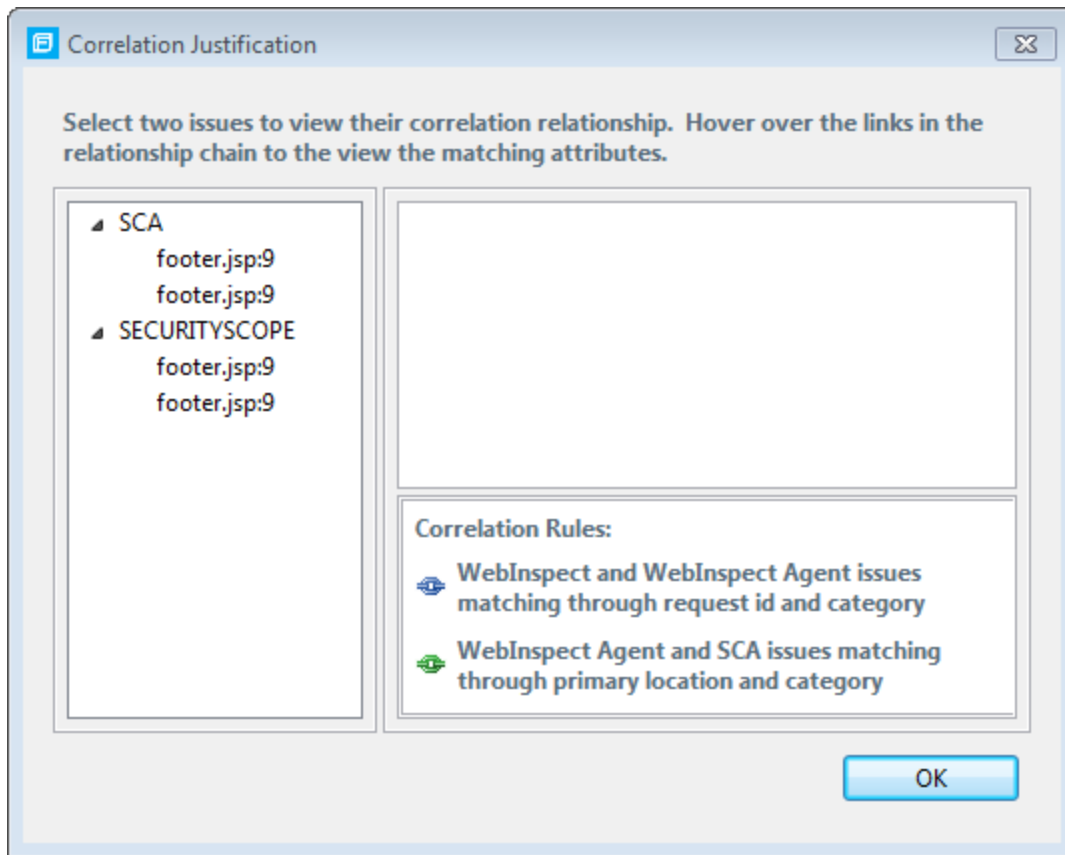 Correlation Justification
Select two issues to view their correlation relationship.  Hover over the links in the
relationship chain to the view the matching attributes.
SCA
footer.jsp:9
footer.jsp:9
SECURITYSCOPE
footer.jsp:9
footer.jsp:9
Correlation Rules:
WebInspect and WebInspect Agent issues
matching through request id and category
WebInspect Agent and SCA issues matching
through primary location and category
OK